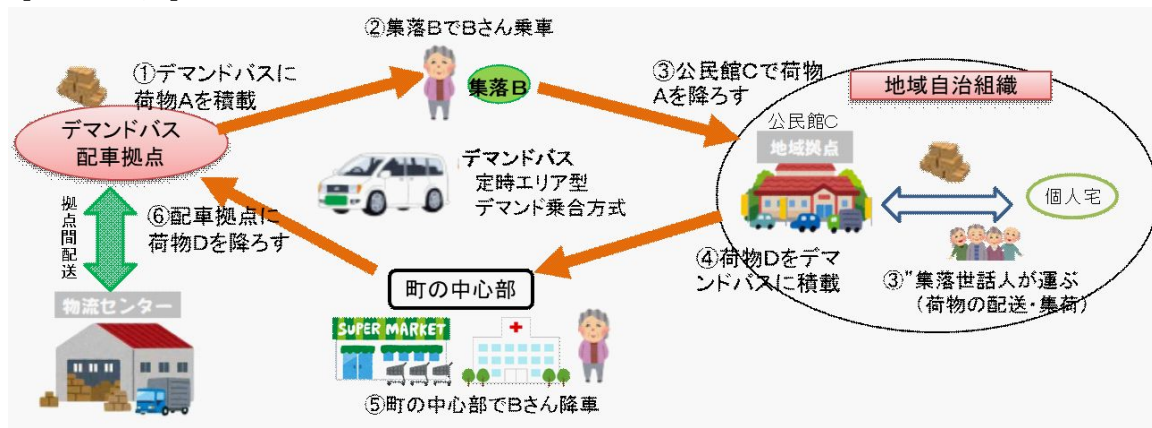 ①デマンドバスに
荷物Aを積載
デマンドバス
配車拠点
拠点間配送
物流センター
②集落BでBさん乗車
集落B
③公民館Cで荷物
Aを降ろす
地域自治組織
公民館C
地域拠点
個人宅
③"集落世話人が運ぶ
(荷物の配送・集荷)
④荷物Dをデマ
ンドバスに積載
デマンドバス
定時エリア型
デマンド乗合方式
町の中心部
SUPER MARKET
⑤町の中心部でBさん降車
⑥配車拠点に
荷物Dを降ろす